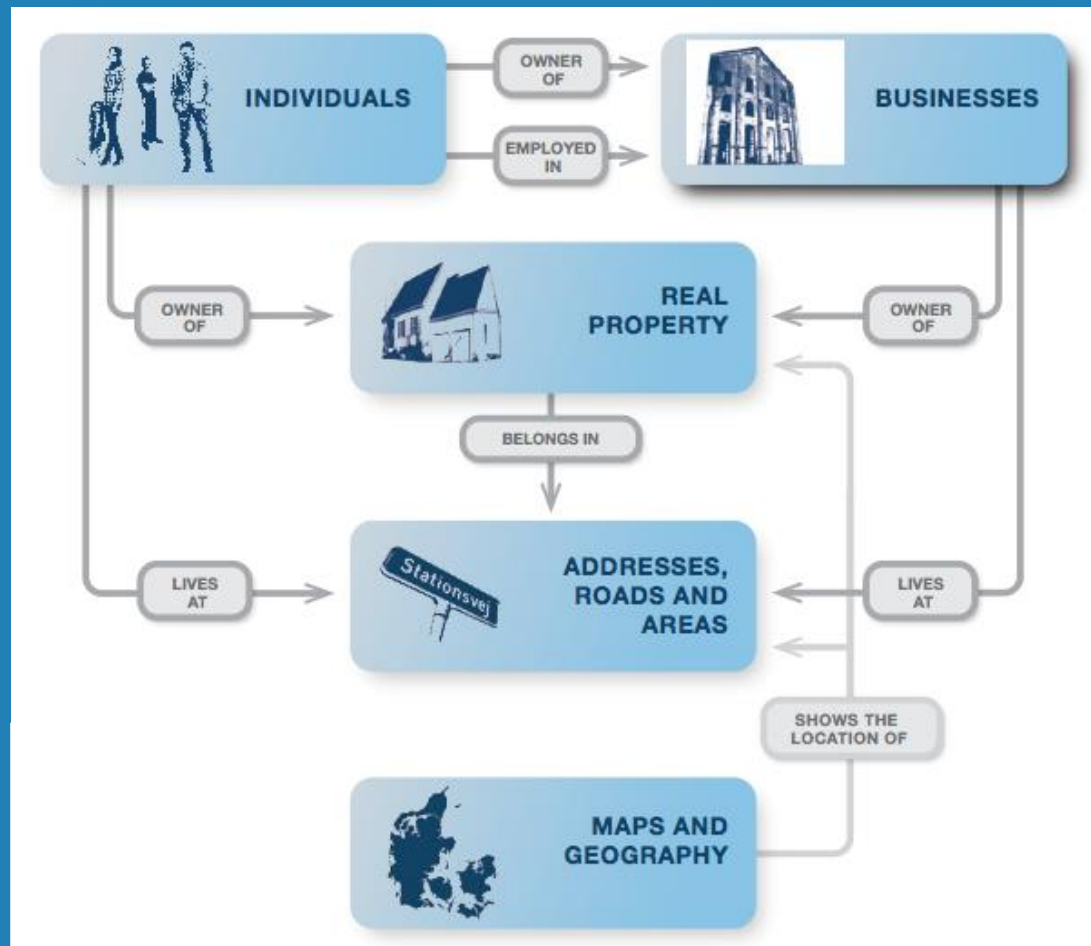 INDIVIDUALS
OWNER
OF
EMPLOYED
IN
BUSINESSES
OWNER
OF
REAL
PROPERTY
OWNER
OF
BELONGS IN
LIVES
AT
Stationsvej
ADDRESSES,
ROADS AND
AREAS
LIVES
AT
SHOWS THE
LOCATION OF
MAPS AND
GEOGRAPHY